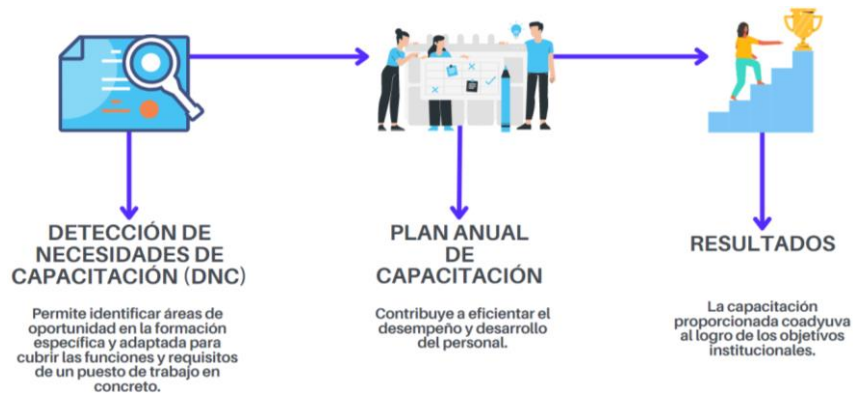 DETECCIÓN DE
NECESIDADES DE
CAPACITACIÓN (DNC)
Permite identificar áreas de
oportunidad en la formación
específica y adaptada para
cubrir las funciones y requisitos
de un puesto de trabajo en
concreto.
PLAN ANUAL
DE
CAPACITACIÓN
Contribuye a eficientar el
desempeño y desarrollo
del personal.
RESULTADOS
La capacitación
proporcionada coadyuva
al logro de los objetivos
institucionales.